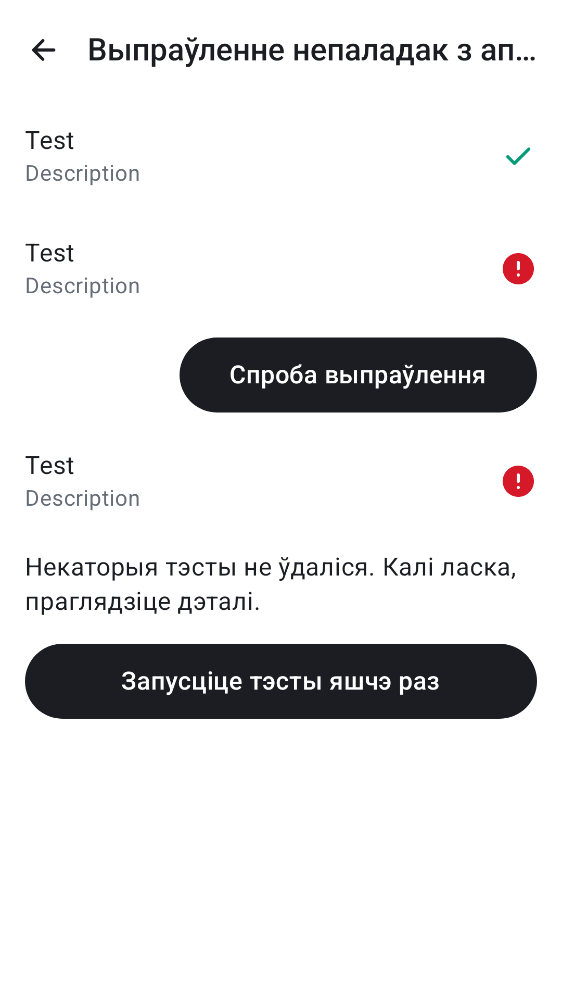 Выпраўленне непаладак з ап...
Test
Description
Test
Description
Спроба выпраўлення
Test
Description
Некаторыя тэсты не ўдаліся. Калі ласка,
праглядзіце дэталі.
Запусціце тэсты яшчэ раз